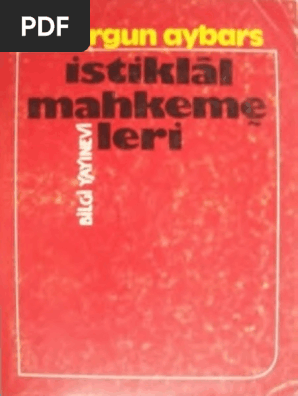 PDF
rgun aybars
istiklâl
mahkeme
leri
BİLGİ YAYINEVİ